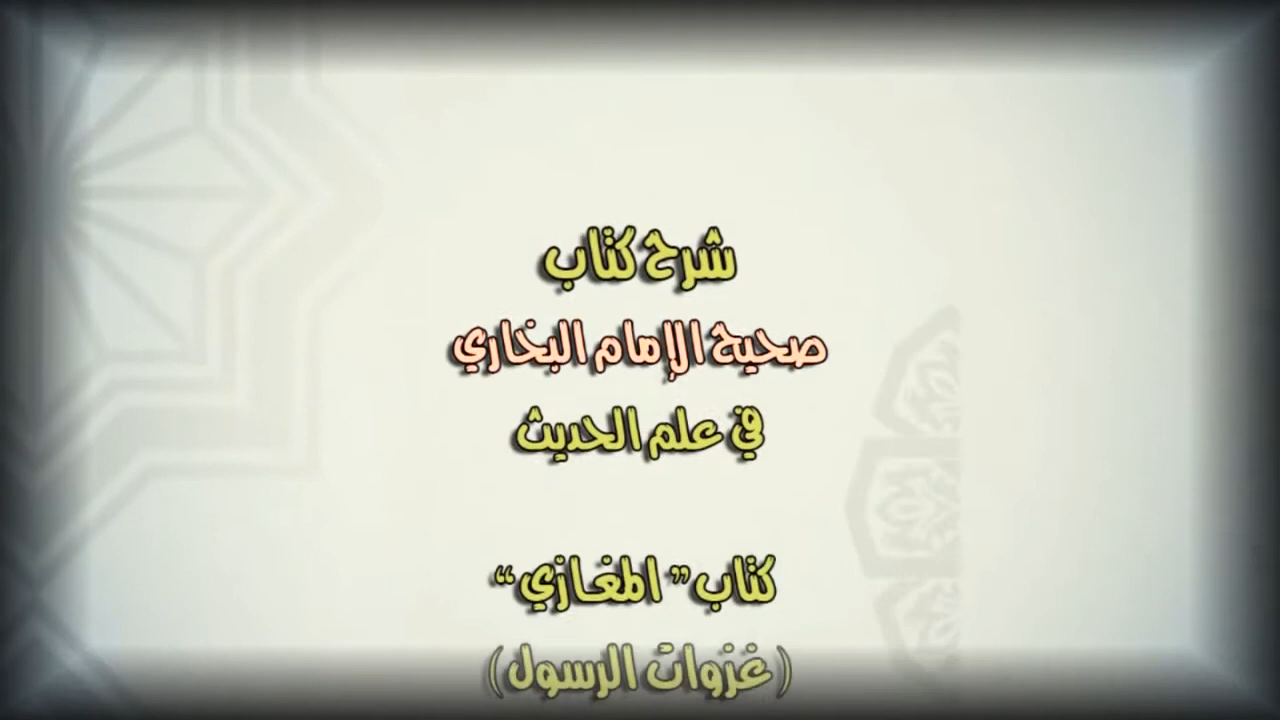 شرح كتاب
صحيح الإمام البخاري
في علم الحديث
كتاب” المغازي“
(غزوات الرسول)